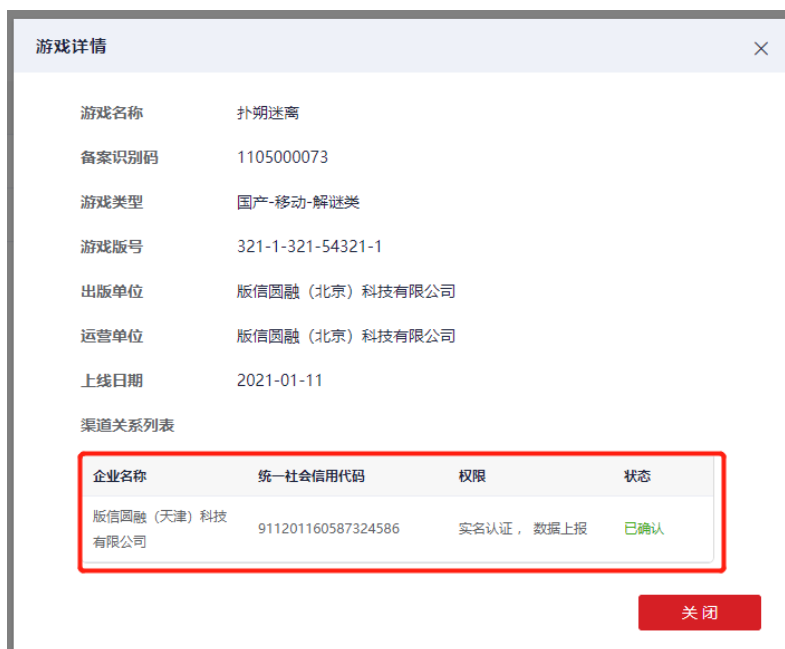 游戏详情
游戏名称 扑朔迷离
备案识别码 1105000073
游戏类型 国产-移动-解谜类
游戏版号 321-1-321-54321-1
出版单位 版信圆融（北京）科技有限公司
运营单位 版信圆融（北京）科技有限公司
上线日期 2021-01-11
渠道关系列表
企业名称 统一社会信用代码 权限 状态
版信圆融（天津）科技
有限公司 911201160587324586 实名认证 ， 数据上报 已确认
关闭